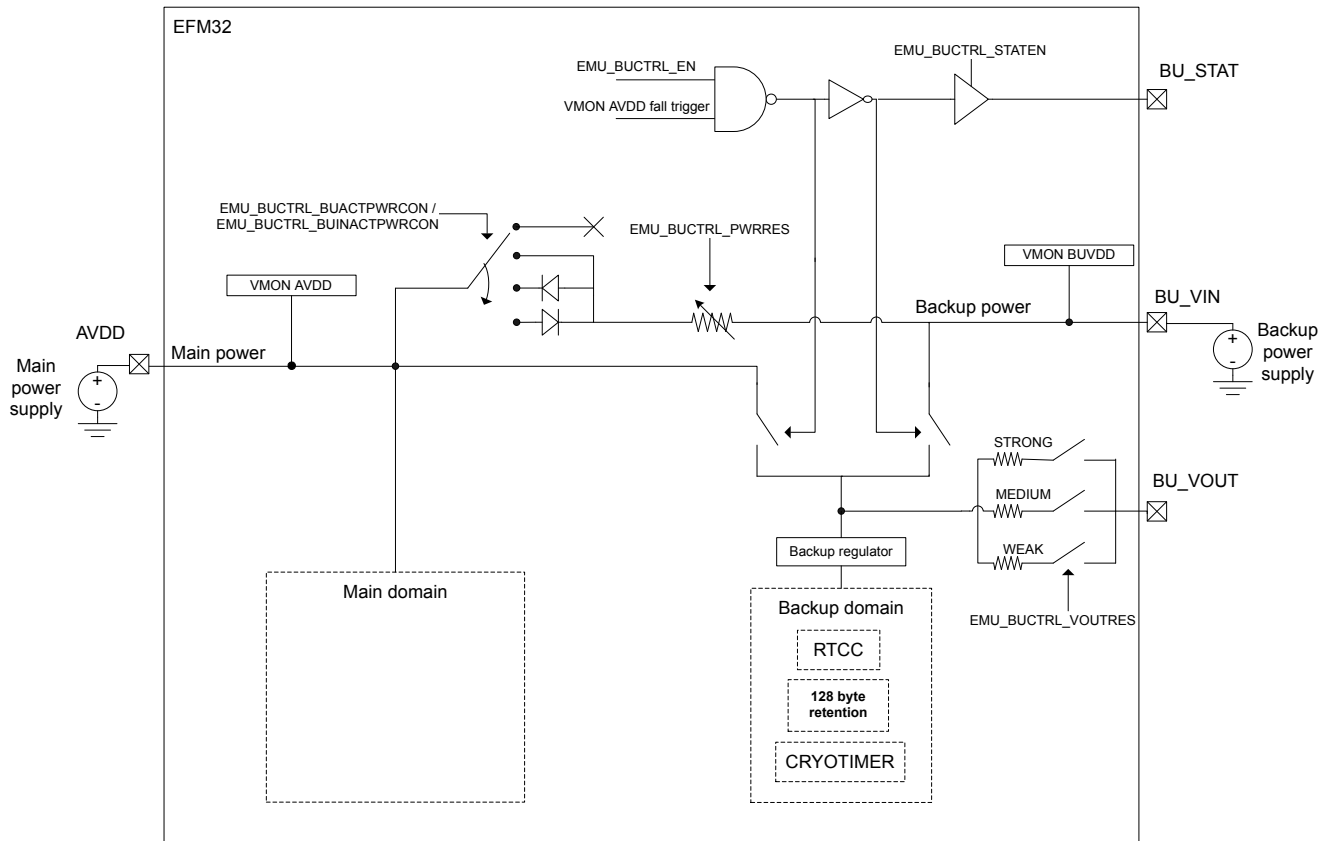 EFM32
EMU_BUCTRL_STATEN
EMU_BUCTRL_EN
BU_STAT
VMON AVDD fall trigger
EMU_BUCTRL_BUACTPWRCON /
EMU_BUCTRL_BUINACTPWRCON
EMU_BUCTRL_PWRRES
VMON BUVDD
VMON AVDD
BU_VIN
Backup power
AVDD
Main power
Backup
power
supply
+
-
Main
power
supply
+
-
STRONG
BU_VOUT
MEDIUM
WEAK
Backup regulator
Main domain
Backup domain
EMU_BUCTRL_VOUTRES
RTCC
128 byte
retention
CRYOTIMER